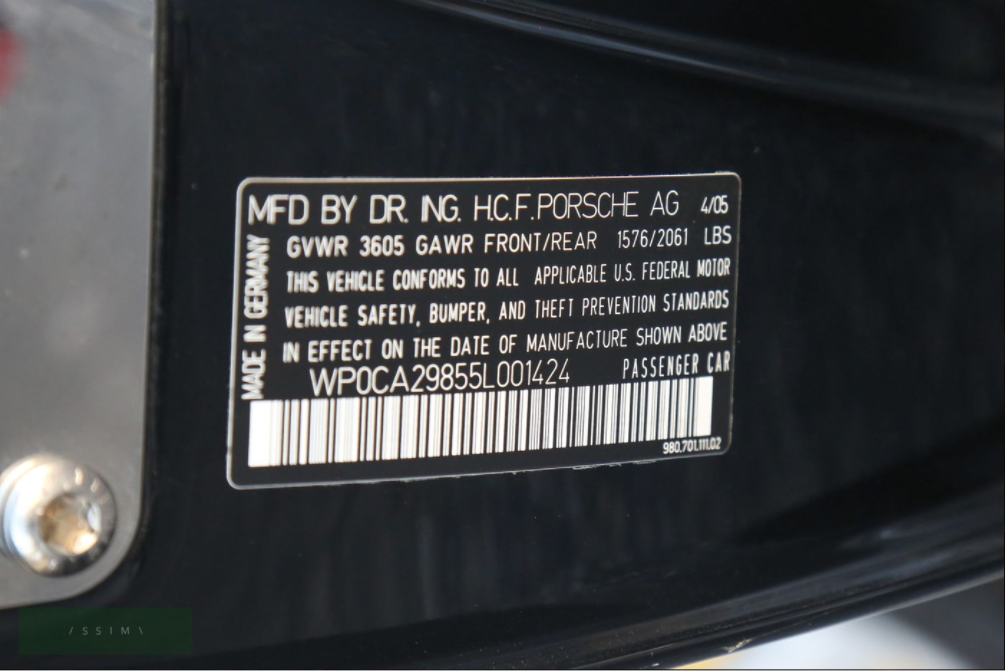 MFD BY DR. ING. H.C.F.PORSCHE AG 4/05
GVWR 3605 GAWR FRONT/REAR 1576/2061 LBS
THIS VEHICLE CONFORMS TO ALL APPLICABLE U.S. FEDERAL MOTOR
VEHICLE SAFETY, BUMPER, AND THEFT PREVENTION STANDARDS
IN EFFECT ON THE DATE OF MANUFACTURE SHOWN ABOVE
WP0CA29855L001424 PASSENGER CAR
980.701.111.02
MADE IN GERMANY
/SSIM\